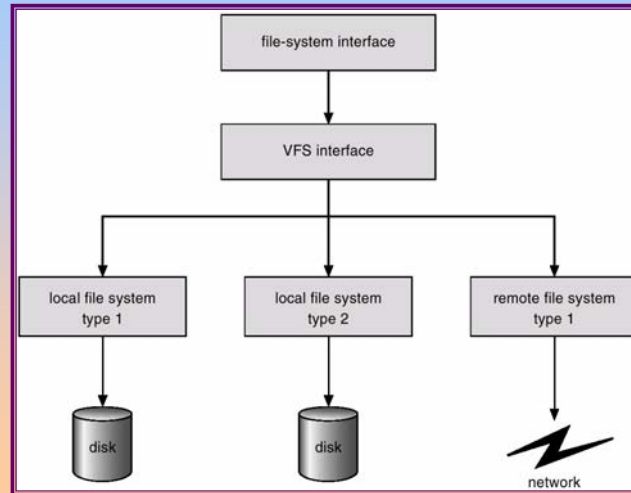 file-system interface
VFS interface
local file system
type 1
local file system
type 2
remote file system
type 1
disk
disk
network